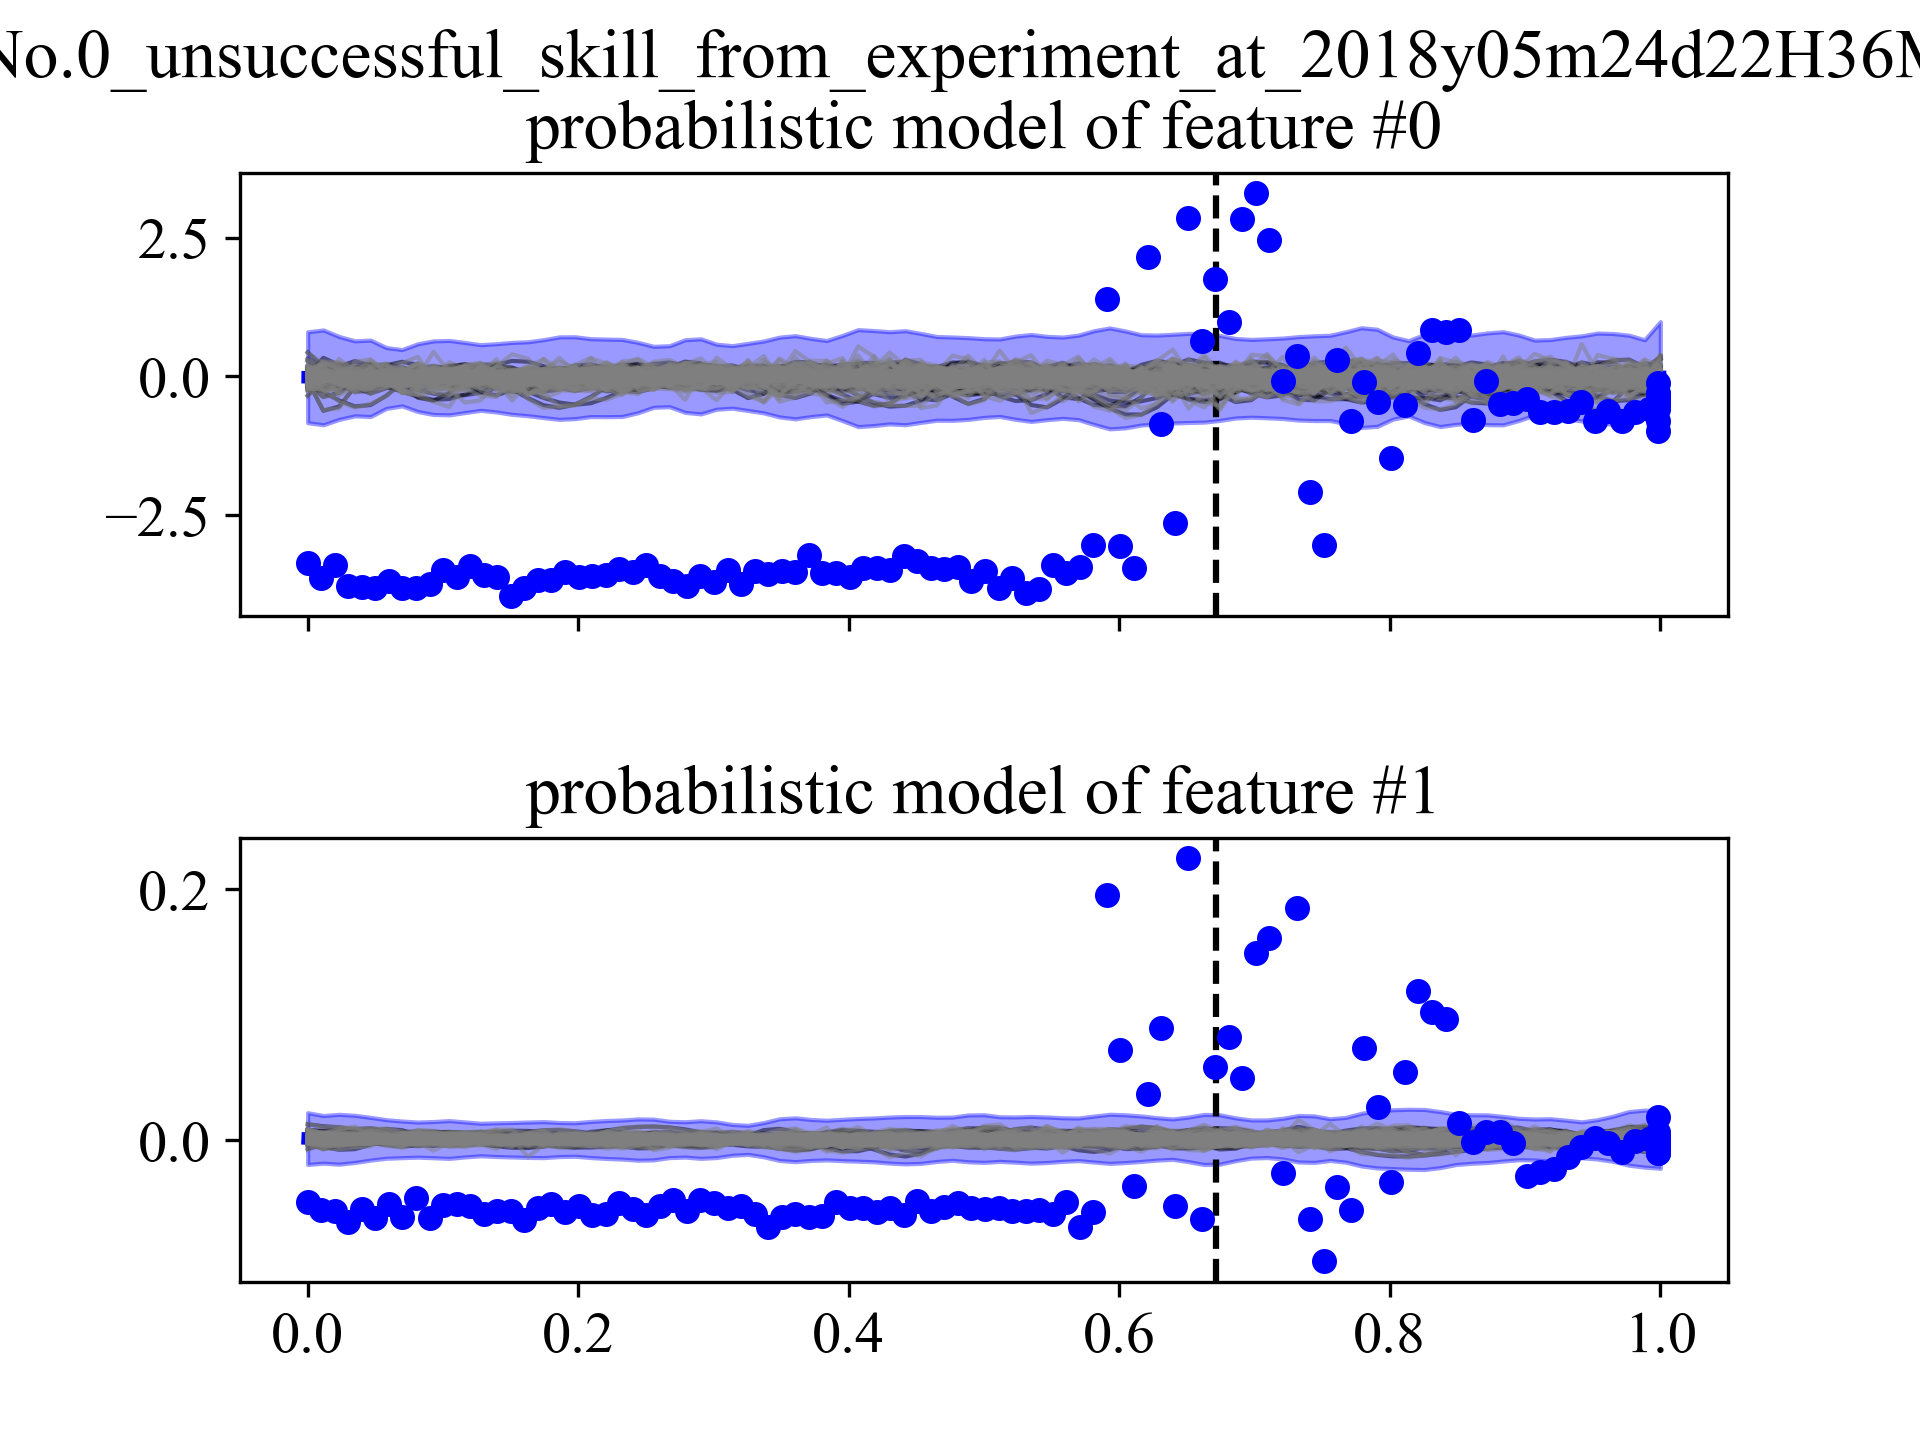 No.0_unsuccessful_skill_from_experiment_at_2018y05m24d22H36M
probabilistic model of feature #0
2.5
0.0
−2.5
probabilistic model of feature #1
0.2
0.0
0.0 0.2 0.4 0.6 0.8 1.0